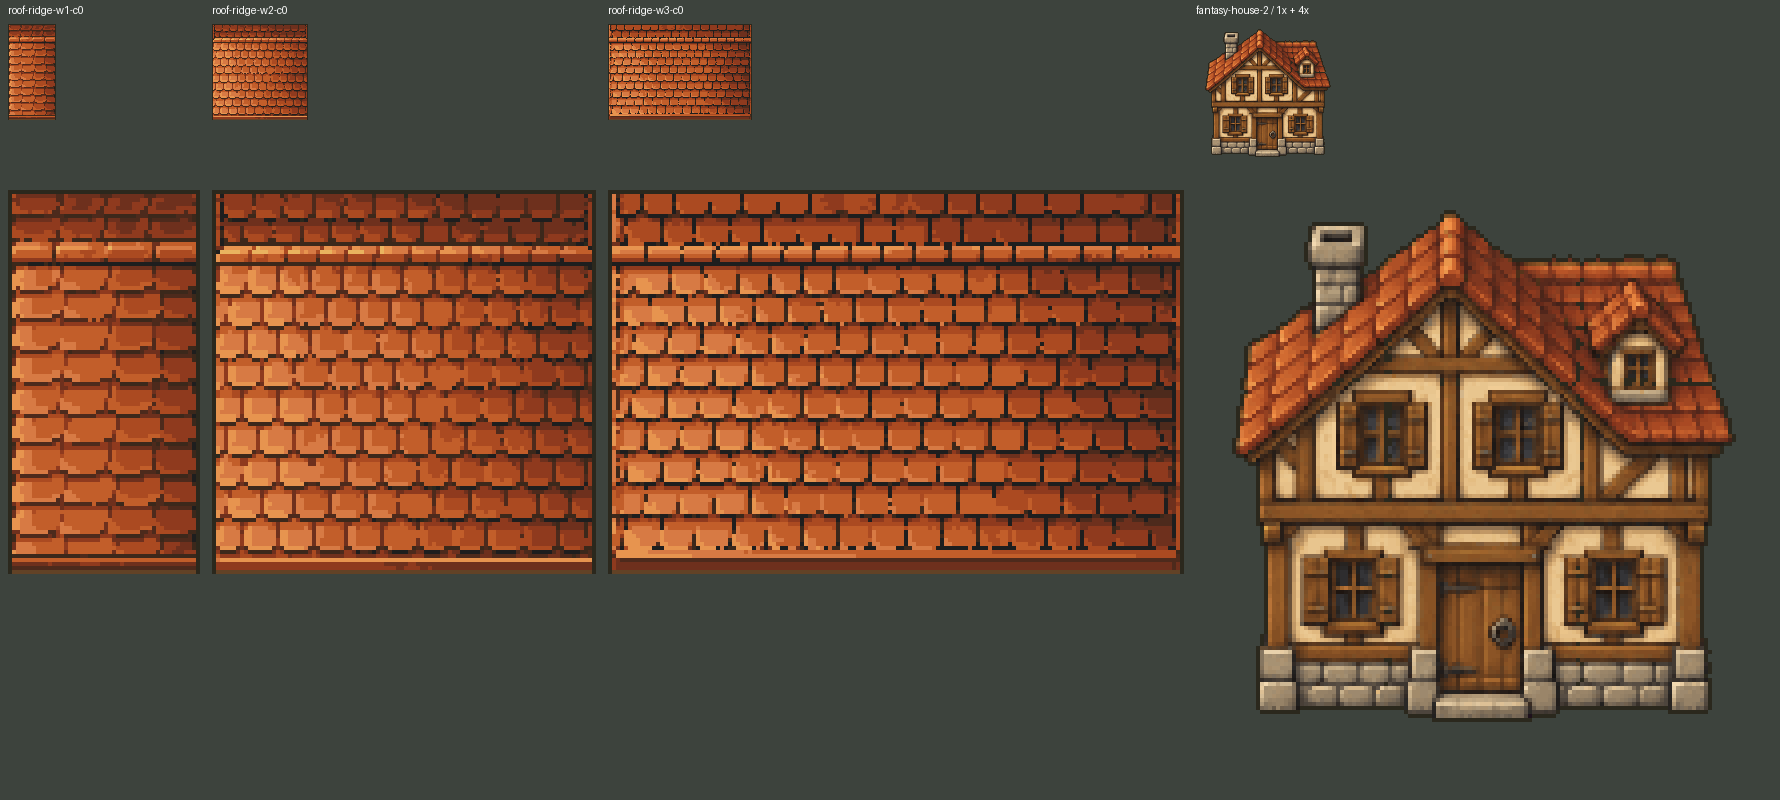 roof-ridge-w1-c0
roof-ridge-w2-c0
roof-ridge-w3-c0
fantasy-house-2 / 1x + 4x